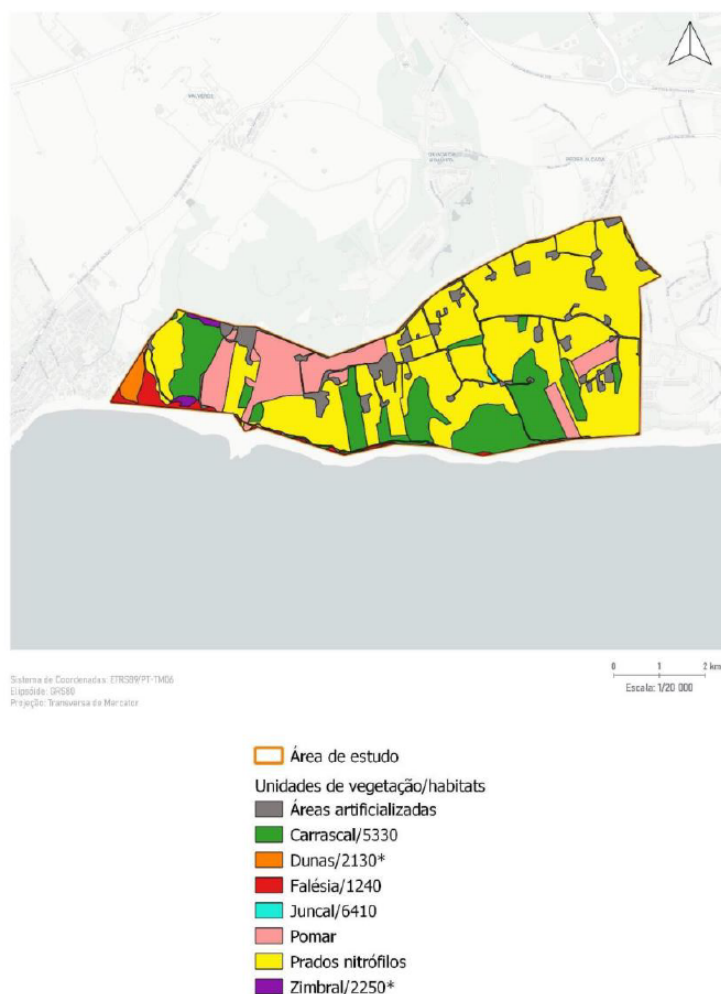 VALVERDE
Sistema de Coordenadas: ETRS89/PT-TM06
Elipsóide: GRS80
Projeção: Transversa de Mercator
0 1 2 km
Escala: 1/20 000
Área de estudo
Unidades de vegetação/habitats
Áreas artificializadas
Carrascal/5330
Dunas/2130*
Falésia/1240
Juncal/6410
Pomar
Prados nitrófilos
Zimbral/2250*